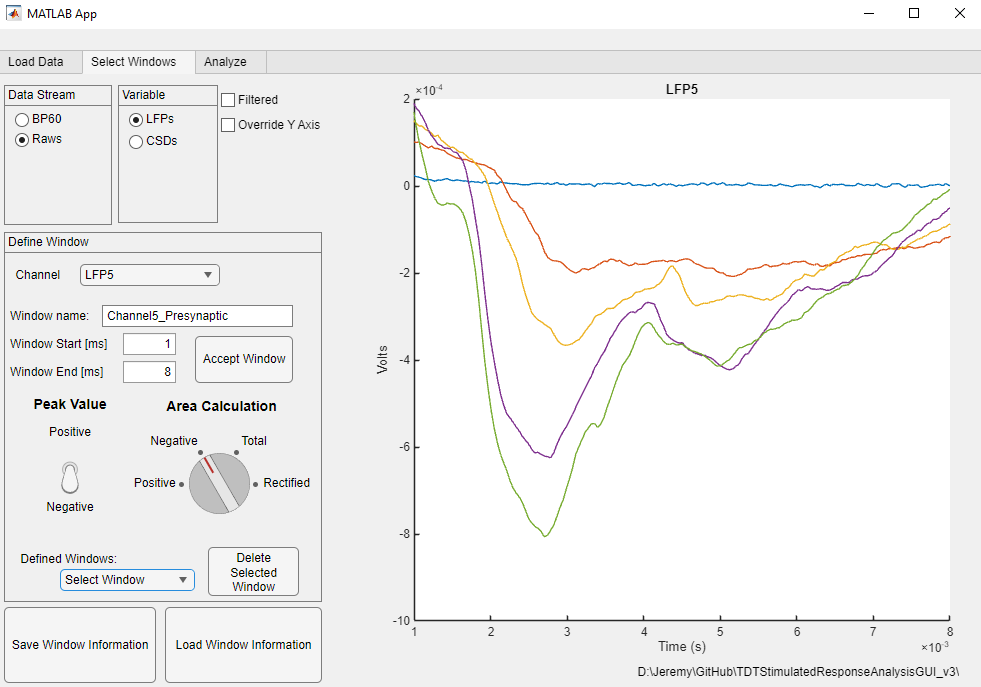 MATLAB App
Load Data
Select Windows
Analyze
Data Stream
BP60
Raws
Variable
LFPs
CSDs
Filtered
Override Y Axis
Define Window
Channel
LFP5
Window name:
Channel5_Presynaptic
Window Start [ms]
1
Window End [ms]
8
Accept Window
Peak Value
Positive
Negative
Area Calculation
Negative
Total
Positive
Rectified
Defined Windows:
Select Window
Delete
Selected
Window
Save Window Information
Load Window Information
LFP5
×10⁻⁴
2
0
-2
-4
-6
-8
-10
Volts
1 2 3 4 5 6 7 8
Time (s)
×10⁻³
D:\Jeremy\GitHub\TDTStimulatedResponseAnalysisGUI_v3\